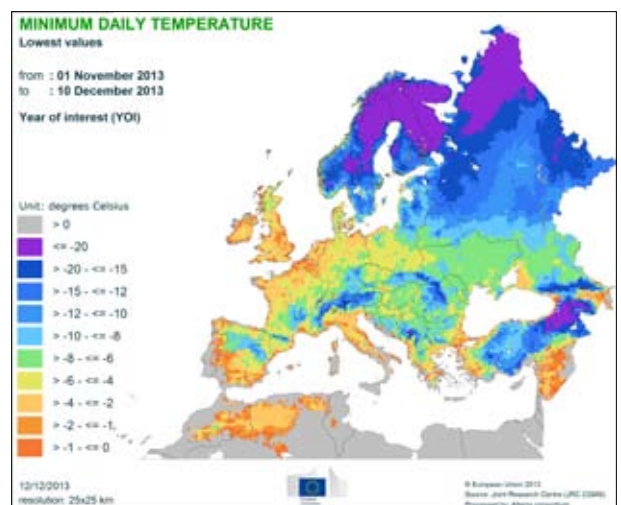 MINIMUM DAILY TEMPERATURE
Lowest values
from : 01 November 2013
to : 10 December 2013
Year of interest (YOI)
Unit: degrees Celsius
> 0
<= -20
> -20 - <= -15
> -15 - <= -12
> -12 - <= -10
> -10 - <= -8
> -8 - <= -6
> -6 - <= -4
> -4 - <= -2
> -2 - <= -1
> -1 - <= 0
12/12/2013
resolution: 25x25 km
© European Union 2013
Source: Joint Research Centre (JRC